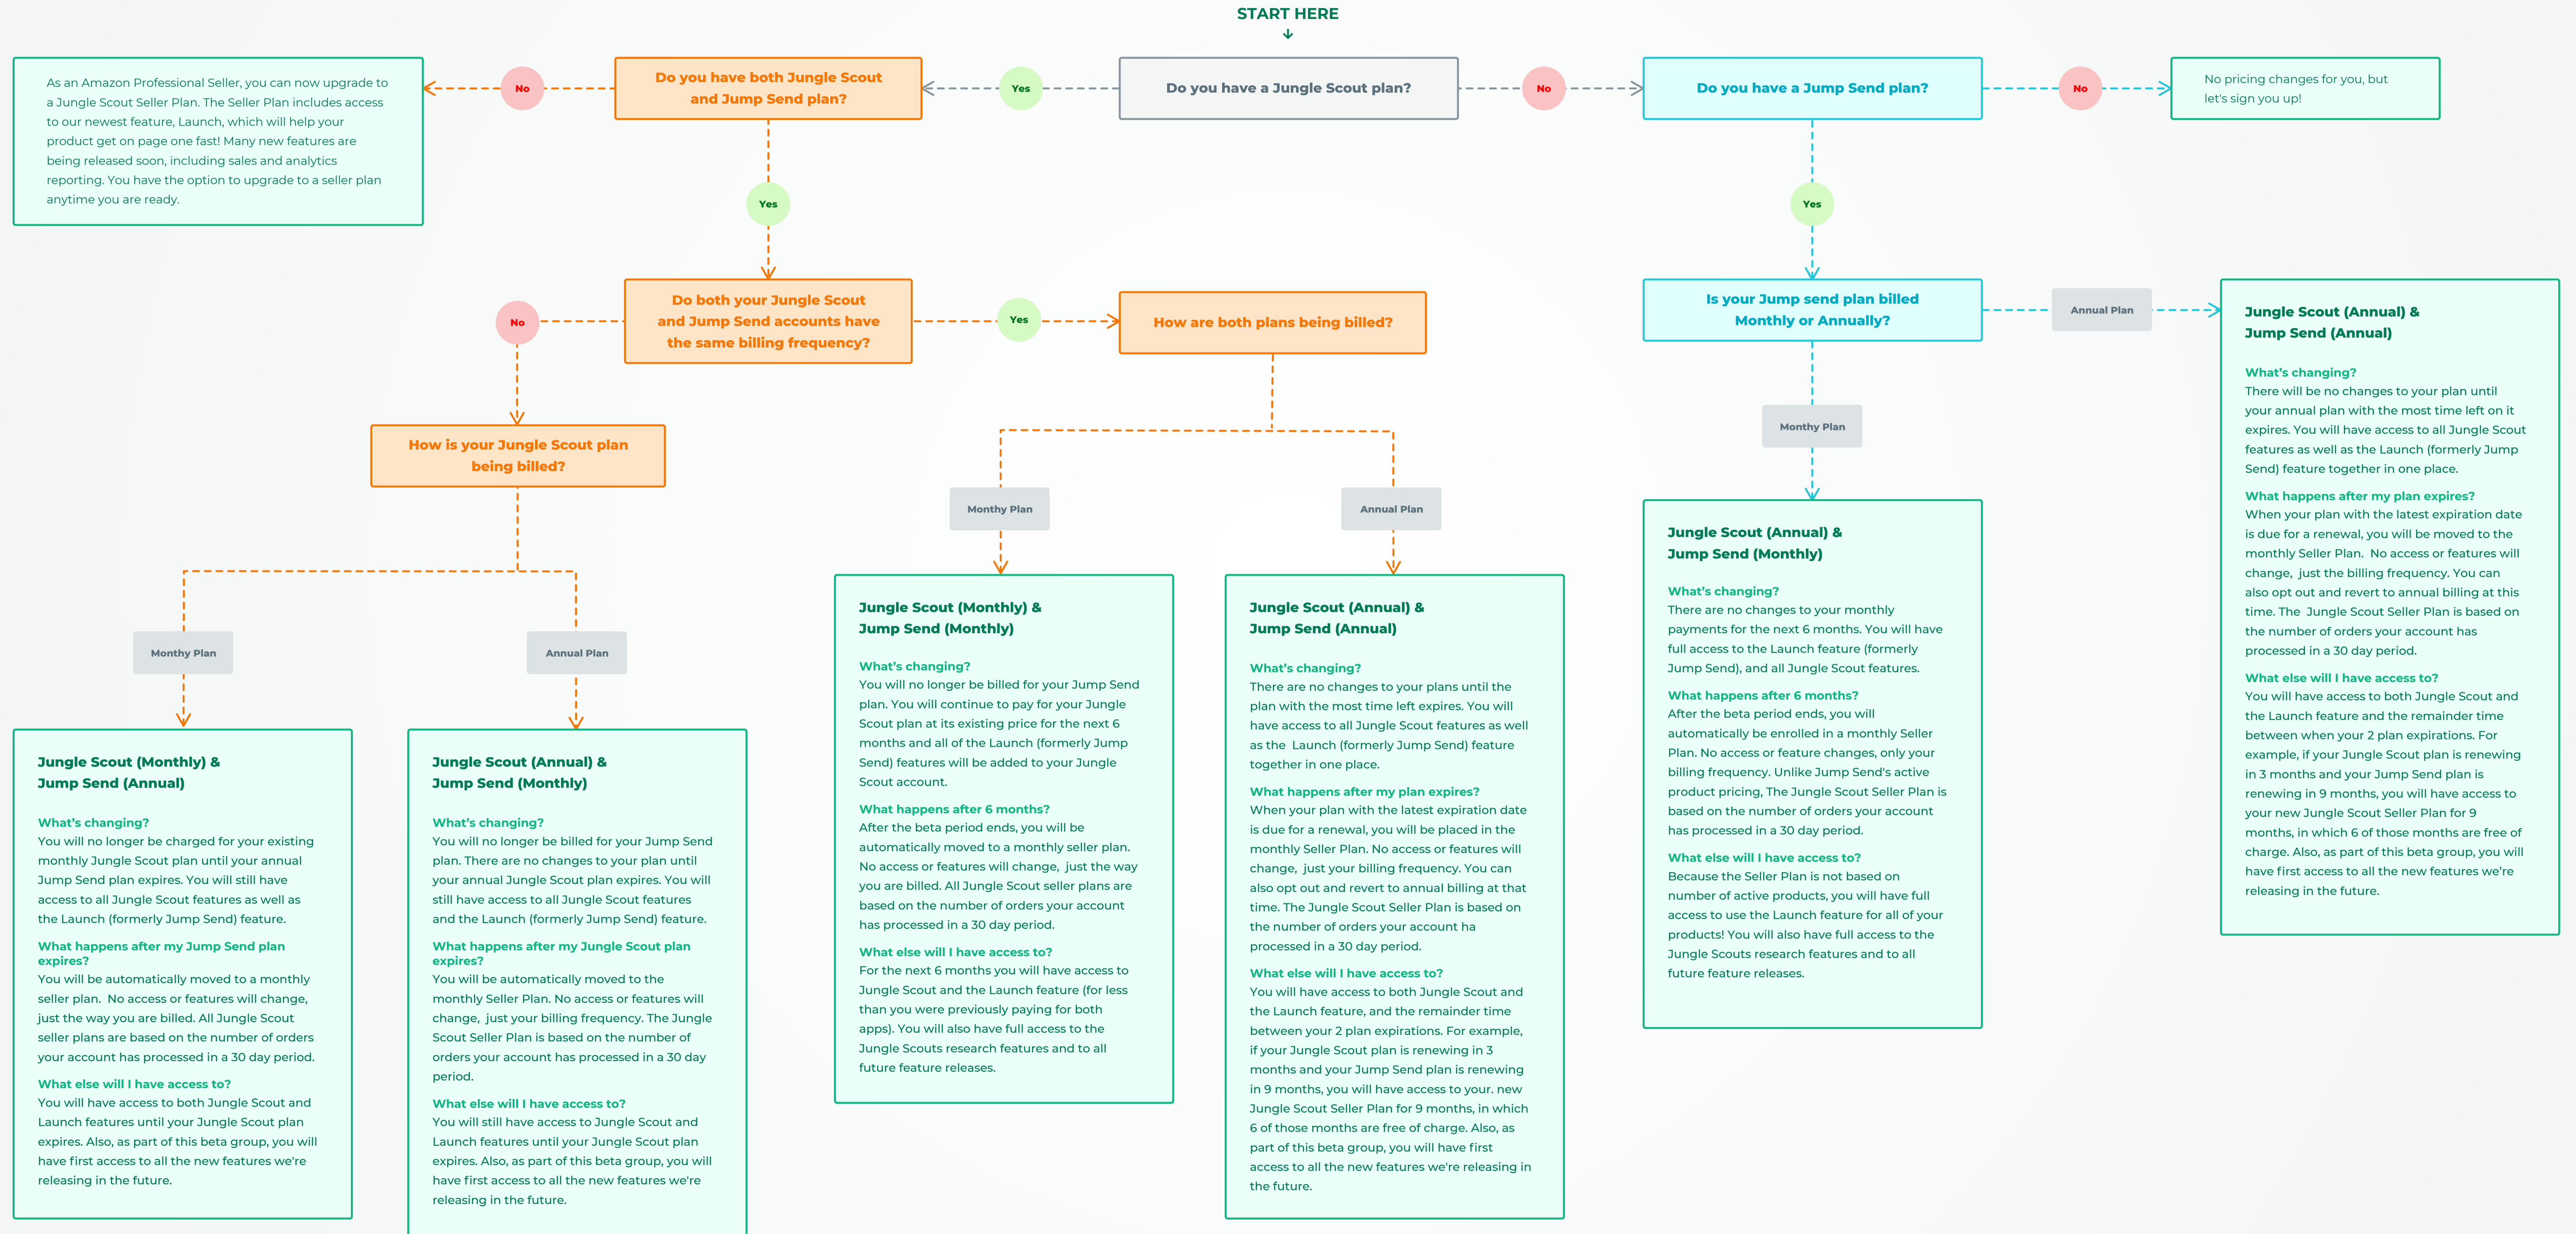 START HERE
Do you have a Jungle Scout plan?
Yes
No
Do you have both Jungle Scout
and Jump Send plan?
No
As an Amazon Professional Seller, you can now upgrade to
a Jungle Scout Seller Plan. The Seller Plan includes access
to our newest feature, Launch, which will help your
product get on page one fast! Many new features are
being released soon, including sales and analytics
reporting. You have the option to upgrade to a seller plan
anytime you are ready.
Yes
Do you have a Jump Send plan?
No
No pricing changes for you, but
let's sign you up!
Yes
Do both your Jungle Scout
and Jump Send accounts have
the same billing frequency?
No
Yes
How are both plans being billed?
Is your Jump send plan billed
Monthly or Annually?
Annual Plan
Monthy Plan
How is your Jungle Scout plan
being billed?
Monthy Plan
Annual Plan
Monthy Plan
Annual Plan
Jungle Scout (Monthly) &
Jump Send (Annual)
What's changing?
You will no longer be charged for your existing
monthly Jungle Scout plan until your annual
Jump Send plan expires. You will still have
access to all Jungle Scout features as well as
the Launch (formerly Jump Send) feature.
What happens after my Jump Send plan
expires?
You will be automatically moved to a monthly
seller plan.  No access or features will change,
just the way you are billed. All Jungle Scout
seller plans are based on the number of orders
your account has processed in a 30 day period.
What else will I have access to?
You will have access to both Jungle Scout and
Launch features until your Jungle Scout plan
expires. Also, as part of this beta group, you will
have first access to all the new features we're
releasing in the future.
Jungle Scout (Annual) &
Jump Send (Monthly)
What's changing?
You will no longer be billed for your Jump Send
plan. There are no changes to your plan until
your annual Jungle Scout plan expires. You will
still have access to all Jungle Scout features
and the Launch (formerly Jump Send) feature.
What happens after my Jungle Scout plan
expires?
You will be automatically moved to the
monthly Seller Plan. No access or features will
change,  just your billing frequency. The Jungle
Scout Seller Plan is based on the number of
orders your account has processed in a 30 day
period.
What else will I have access to?
You will still have access to Jungle Scout and
Launch features until your Jungle Scout plan
expires. Also, as part of this beta group, you will
have first access to all the new features we're
releasing in the future.
Jungle Scout (Monthly) &
Jump Send (Monthly)
What's changing?
You will no longer be billed for your Jump Send
plan. You will continue to pay for your Jungle
Scout plan at its existing price for the next 6
months and all of the Launch (formerly Jump
Send) features will be added to your Jungle
Scout account.
What happens after 6 months?
After the beta period ends, you will be
automatically moved to a monthly seller plan.
No access or features will change,  just the way
you are billed. All Jungle Scout seller plans are
based on the number of orders your account
has processed in a 30 day period.
What else will I have access to?
For the next 6 months you will have access to
Jungle Scout and the Launch feature (for less
than you were previously paying for both
apps). You will also have full access to the
Jungle Scouts research features and to all
future feature releases.
Jungle Scout (Annual) &
Jump Send (Annual)
What's changing?
There are no changes to your plans until the
plan with the most time left expires. You will
have access to all Jungle Scout features as well
as the  Launch (formerly Jump Send) feature
together in one place.
What happens after my plan expires?
When your plan with the latest expiration date
is due for a renewal, you will be placed in the
monthly Seller Plan. No access or features will
change,  just your billing frequency. You can
also opt out and revert to annual billing at that
time. The Jungle Scout Seller Plan is based on
the number of orders your account ha
processed in a 30 day period.
What else will I have access to?
You will have access to both Jungle Scout and
the Launch feature, and the remainder time
between your 2 plan expirations. For example,
if your Jungle Scout plan is renewing in 3
months and your Jump Send plan is renewing
in 9 months, you will have access to your. new
Jungle Scout Seller Plan for 9 months, in which
6 of those months are free of charge. Also, as
part of this beta group, you will have first
access to all the new features we're releasing in
the future.
Jungle Scout (Annual) &
Jump Send (Monthly)
What's changing?
There are no changes to your monthly
payments for the next 6 months. You will have
full access to the Launch feature (formerly
Jump Send), and all Jungle Scout features.
What happens after 6 months?
After the beta period ends, you will
automatically be enrolled in a monthly Seller
Plan. No access or feature changes, only your
billing frequency. Unlike Jump Send's active
product pricing, The Jungle Scout Seller Plan is
based on the number of orders your account
has processed in a 30 day period.
What else will I have access to?
Because the Seller Plan is not based on
number of active products, you will have full
access to use the Launch feature for all of your
products! You will also have full access to the
Jungle Scouts research features and to all
future feature releases.
Jungle Scout (Annual) &
Jump Send (Annual)
What's changing?
There will be no changes to your plan until
your annual plan with the most time left on it
expires. You will have access to all Jungle Scout
features as well as the Launch (formerly Jump
Send) feature together in one place.
What happens after my plan expires?
When your plan with the latest expiration date
is due for a renewal, you will be moved to the
monthly Seller Plan.  No access or features will
change,  just the billing frequency. You can
also opt out and revert to annual billing at this
time. The  Jungle Scout Seller Plan is based on
the number of orders your account has
processed in a 30 day period.
What else will I have access to?
You will have access to both Jungle Scout and
the Launch feature and the remainder time
between when your 2 plan expirations. For
example, if your Jungle Scout plan is renewing
in 3 months and your Jump Send plan is
renewing in 9 months, you will have access to
your new Jungle Scout Seller Plan for 9
months, in which 6 of those months are free of
charge. Also, as part of this beta group, you will
have first access to all the new features we're
releasing in the future.